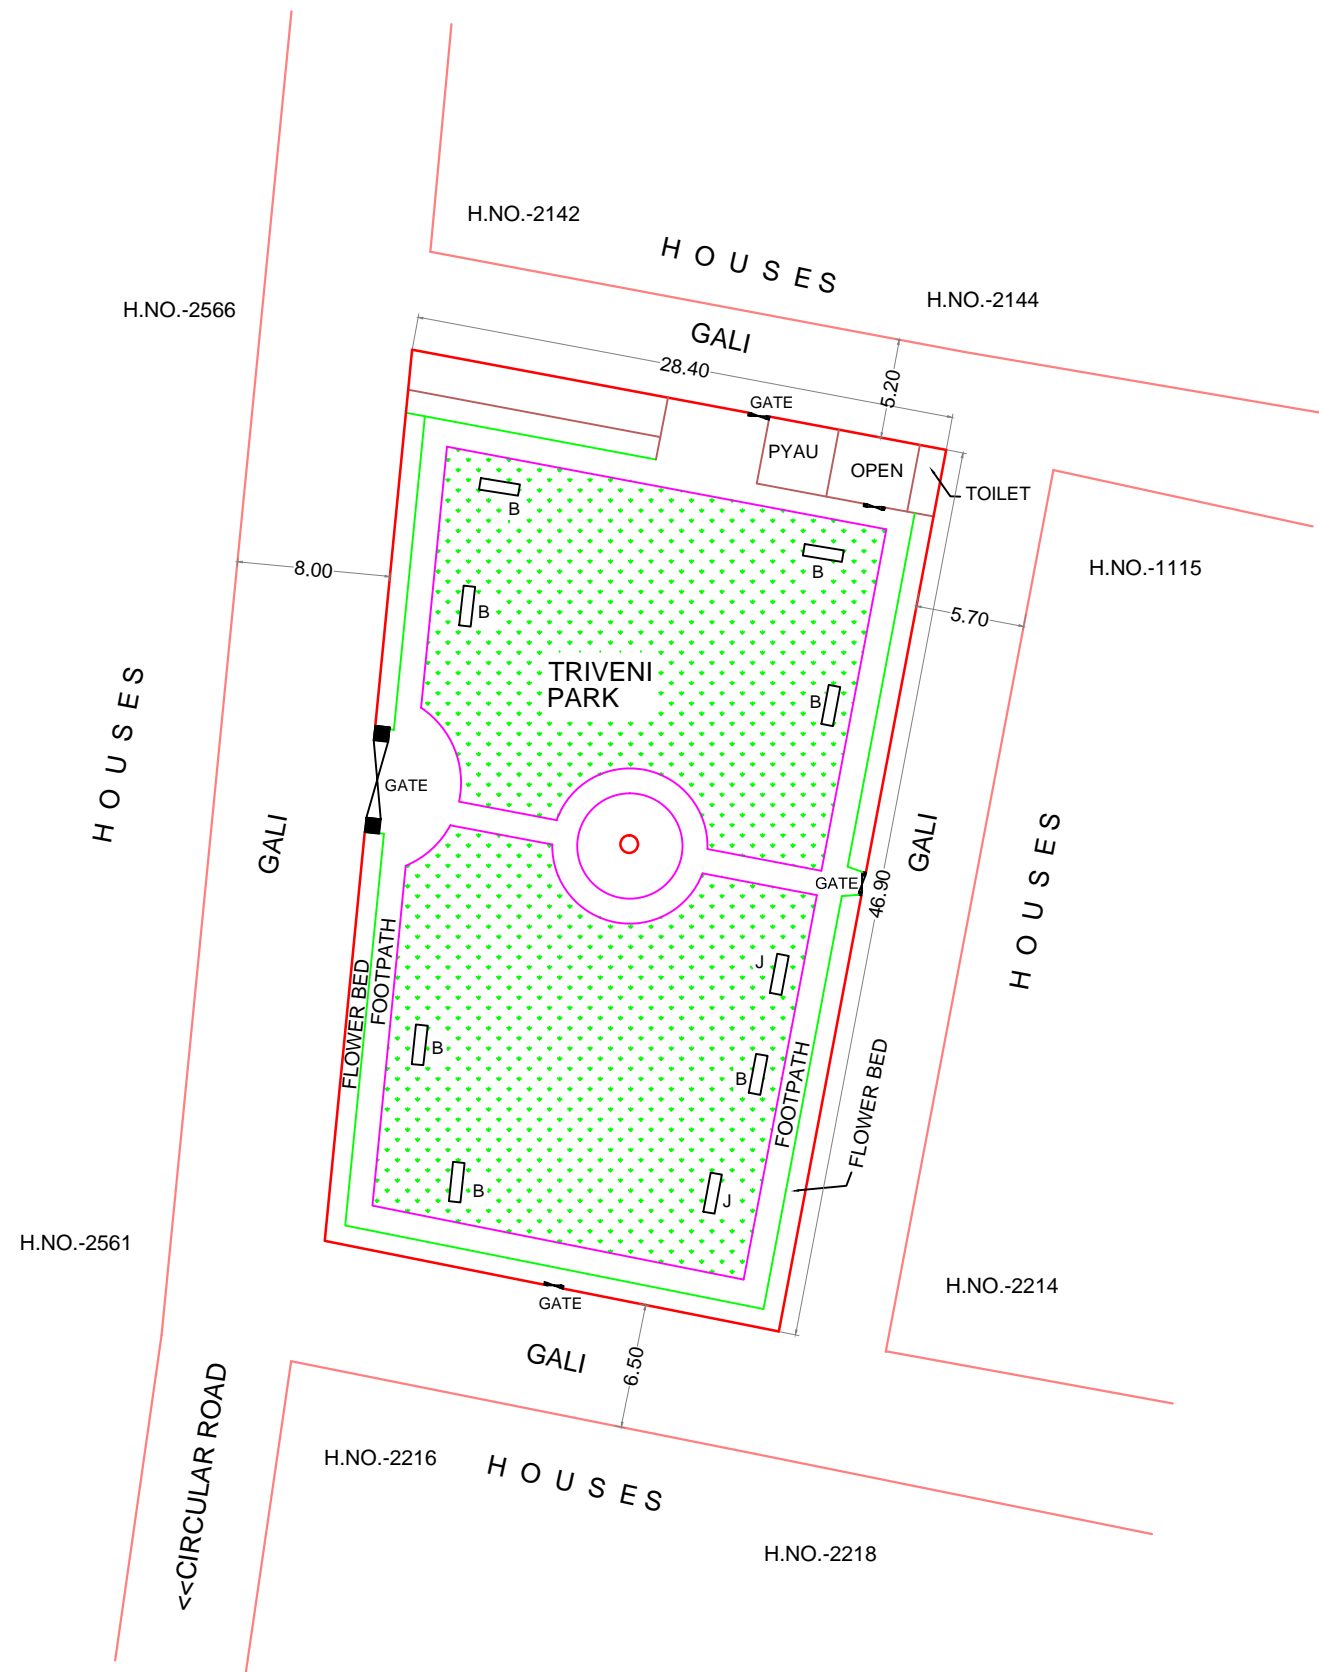 H.NO.-2142
HOUSES
H.NO.-2144
H.NO.-2566
GALI
28.40
5.20
GATE
PYAU
OPEN
TOILET
B
B
8.00
H.NO.-1115
B
5.70
TRIVENI
PARK
B
HOUSES
GATE
GALI
GALI
GATE
46.90
HOUSES
FOOTPATH
FLOWER BED
J
B
B
FOOTPATH
FLOWER BED
B
J
H.NO.-2561
H.NO.-2214
GATE
GALI
6.50
<<CIRCULAR ROAD
H.NO.-2216
HOUSES
H.NO.-2218